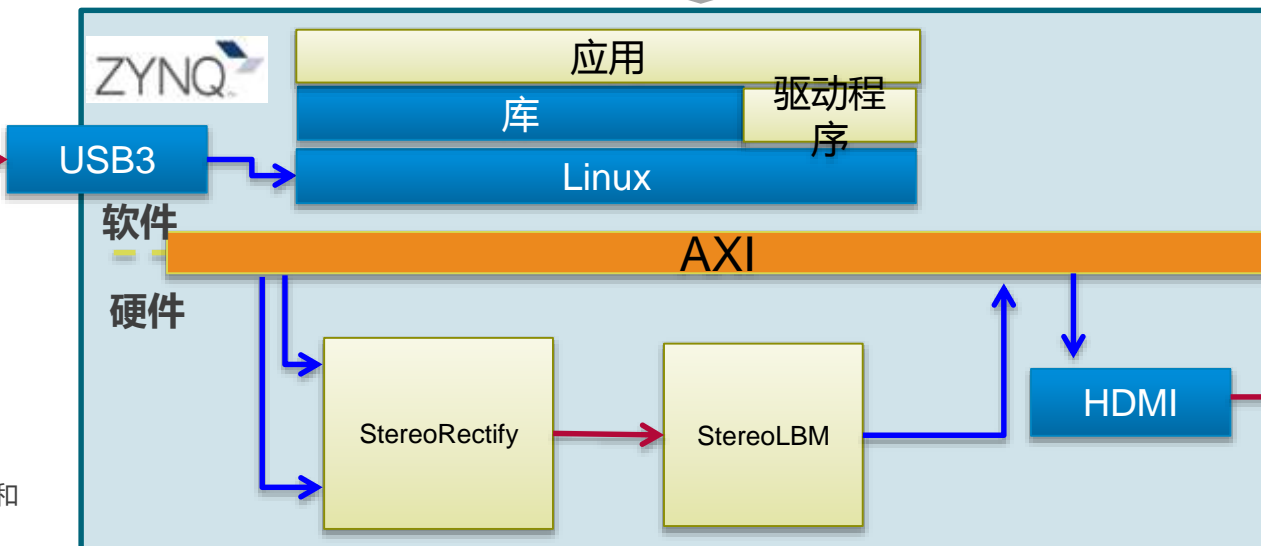 ZYNQ
应用
库
驱动程
序
USB3
Linux
软件
AXI
硬件
StereoRectify
StereoLBM
HDMI
和